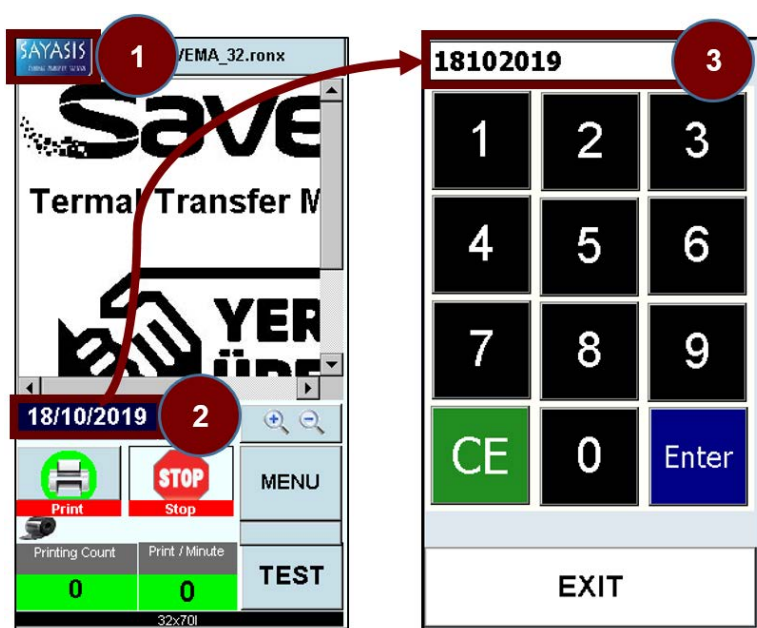 SAYASIS
1
VEMA_32.ronx
Save
Termal Transfer M
YER
ÜRE
18/10/2019
2
Print
STOP
Stop
MENU
Printing Count
Print / Minute
0
0
TEST
32x70l
18102019
3
1 2 3
4 5 6
7 8 9
CE 0 Enter
EXIT